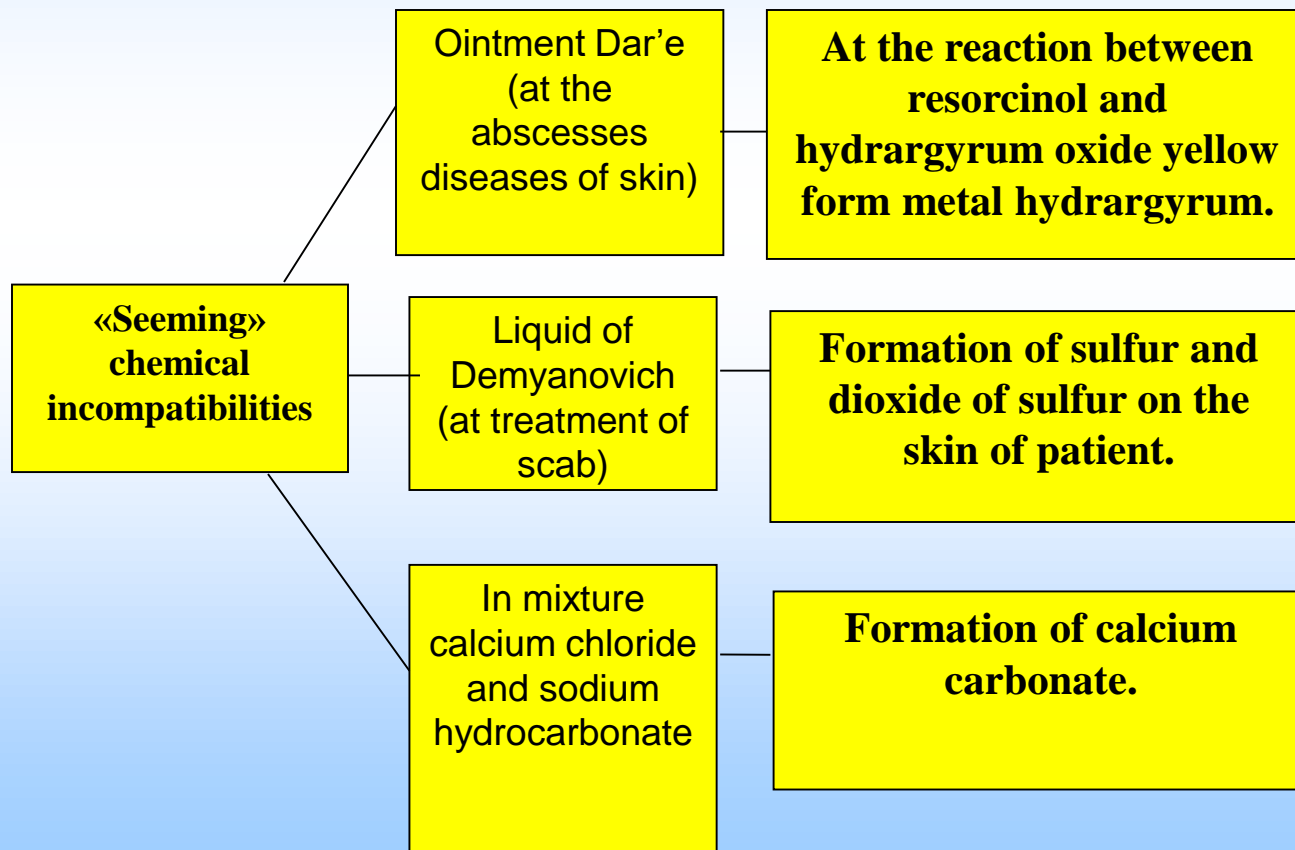 «Seeming»
chemical
incompatibilities
Ointment Dar’e
(at the
abscesses
diseases of skin)
At the reaction between
resorcinol and
hydrargyrum oxide yellow
form metal hydrargyrum.
Liquid of
Demyanovich
(at treatment of
scab)
Formation of sulfur and
dioxide of sulfur on the
skin of patient.
In mixture
calcium chloride
and sodium
hydrocarbonate
Formation of calcium
carbonate.